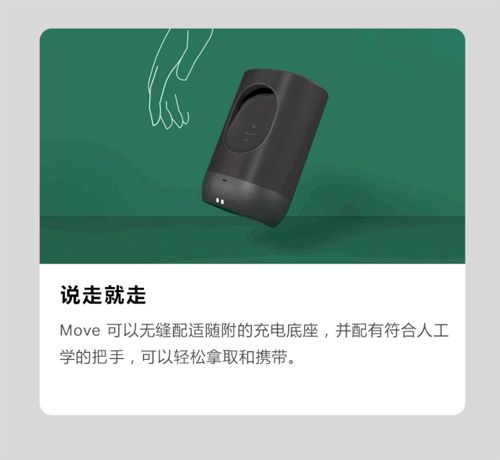 说走就走
Move 可以无缝配适随附的充电底座，并配有符合人工
学的把手，可以轻松拿取和携带。